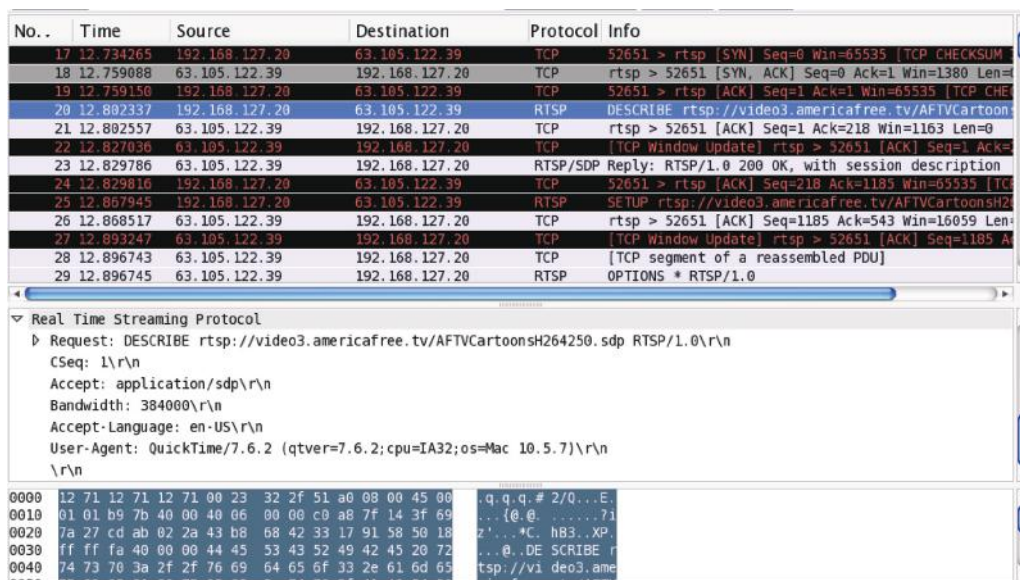 No.. Time Source Destination Protocol Info
17 12.734265 192.168.127.20 63.105.122.39 TCP 52651 > rtsp [SYN] Seq=0 Win=65535 [TCP CHECKSUM
18 12.759088 63.105.122.39 192.168.127.20 TCP rtsp > 52651 [SYN, ACK] Seq=0 Ack=1 Win=1380 Len=
19 12.759150 192.168.127.20 63.105.122.39 TCP 52651 > rtsp [ACK] Seq=1 Ack=1 Win=65535 [TCP CHE
20 12.802337 192.168.127.20 63.105.122.39 RTSP DESCRIBE rtsp://video3.americafree.tv/AFTVCartoon
21 12.802557 63.105.122.39 192.168.127.20 TCP rtsp > 52651 [ACK] Seq=1 Ack=218 Win=1163 Len=0
22 12.827036 63.105.122.39 192.168.127.20 TCP [TCP Window Update] rtsp > 52651 [ACK] Seq=1 Ack=
23 12.829786 63.105.122.39 192.168.127.20 RTSP/SDP Reply: RTSP/1.0 200 OK, with session description
24 12.829816 192.168.127.20 63.105.122.39 TCP 52651 > rtsp [ACK] Seq=218 Ack=1185 Win=65535 [TC
25 12.867945 192.168.127.20 63.105.122.39 RTSP SETUP rtsp://video3.americafree.tv/AFTVCartoonsH2
26 12.868517 63.105.122.39 192.168.127.20 TCP rtsp > 52651 [ACK] Seq=1185 Ack=543 Win=16059 Len=
27 12.893247 63.105.122.39 192.168.127.20 TCP [TCP Window Update] rtsp > 52651 [ACK] Seq=1185 A
28 12.896743 63.105.122.39 192.168.127.20 TCP [TCP segment of a reassembled PDU]
29 12.896745 63.105.122.39 192.168.127.20 RTSP OPTIONS * RTSP/1.0
Real Time Streaming Protocol
Request: DESCRIBE rtsp://video3.americafree.tv/AFTVCartoonsH264250.sdp RTSP/1.0\r\n
CSeq: 1\r\n
Accept: application/sdp\r\n
Bandwidth: 384000\r\n
Accept-Language: en-US\r\n
User-Agent: QuickTime/7.6.2 (qtver=7.6.2;cpu=IA32;os=Mac 10.5.7)\r\n
\r\n
0000 12 71 12 71 12 71 00 23 32 2f 51 a0 08 00 45 00 .q.q.q.# 2/Q...E.
0010 01 01 b9 7b 40 00 40 06 00 00 c0 a8 7f 14 3f 69 ...{@.@. ......?i
0020 7a 27 cd ab 02 2a 43 b8 68 42 33 17 91 58 50 18 z'...*C. hB3..XP.
0030 ff ff fa 40 00 00 44 45 53 43 52 49 42 45 20 72 ...@..DE SCRIBE r
0040 74 73 70 3a 2f 2f 76 69 64 65 6f 33 2e 61 6d 65 tsp://vi deo3.ame